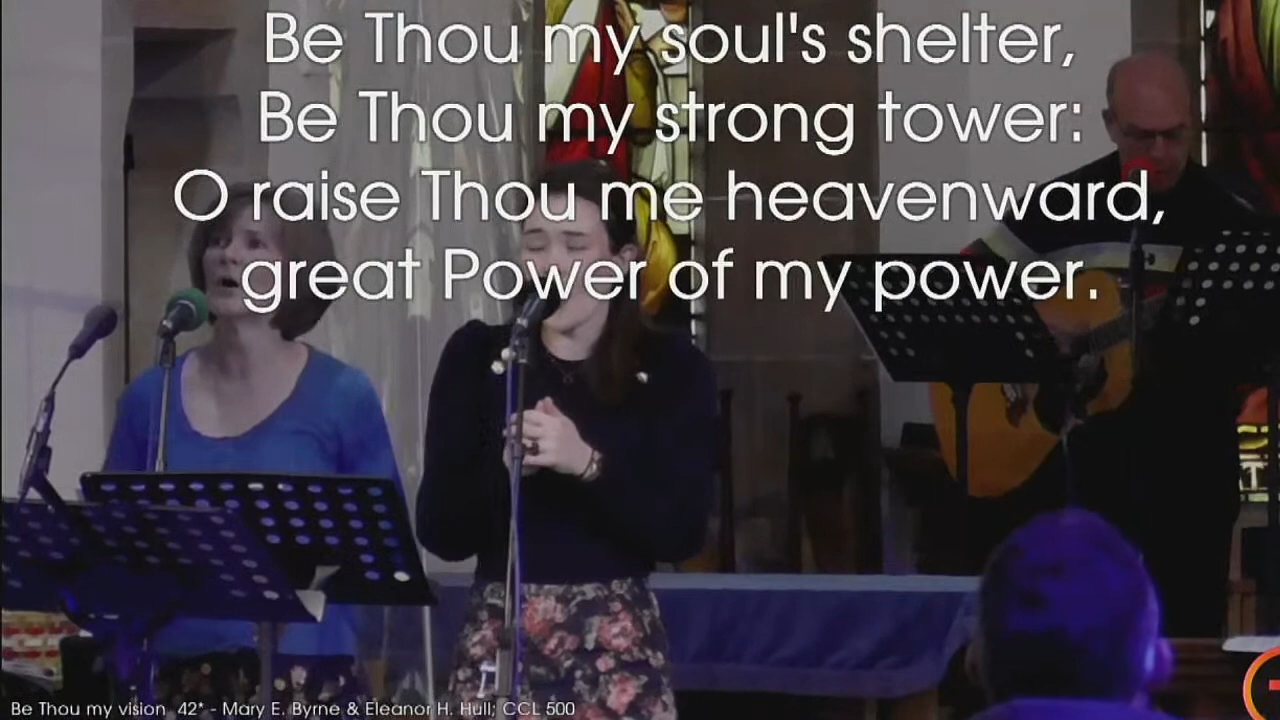 Be Thou my soul's shelter,
Be Thou my strong tower:
O raise Thou me heavenward,
great Power of my power.
Be Thou my vision 42* - Mary E. Byrne & Eleanor H. Hull; CCL 500